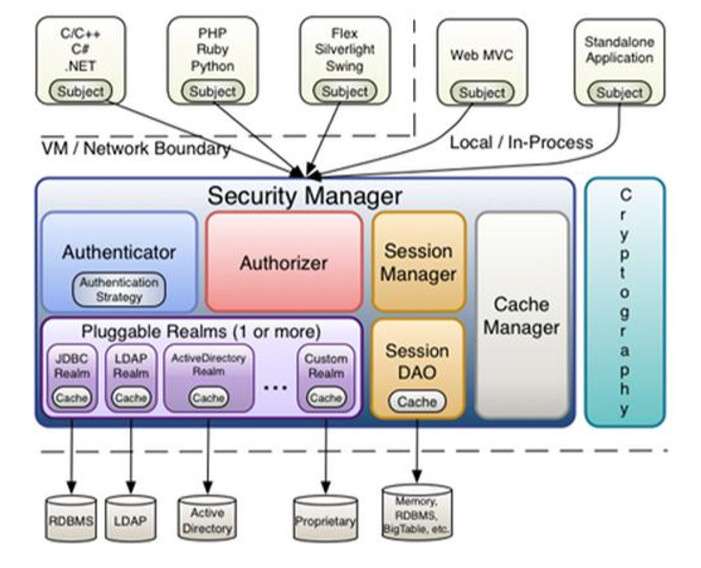 C/C++
C#
.NET
Subject
PHP
Ruby
Python
Subject
Flex
Silverlight
Swing
Subject
Web MVC
Subject
Standalone
Application
Subject
VM / Network Boundary
Local / In-Process
Security Manager
Authenticator
Authentication
Strategy
Authorizer
Session
Manager
Cache
Manager
Cryptography
Pluggable Realms (1 or more)
JDBC
Realm
Cache
LDAP
Realm
Cache
ActiveDirectory
Realm
Cache
...
Custom
Realm
Cache
Session
DAO
Cache
RDBMS
LDAP
Active
Directory
Proprietary
Memory,
RDBMS,
BigTable, etc.